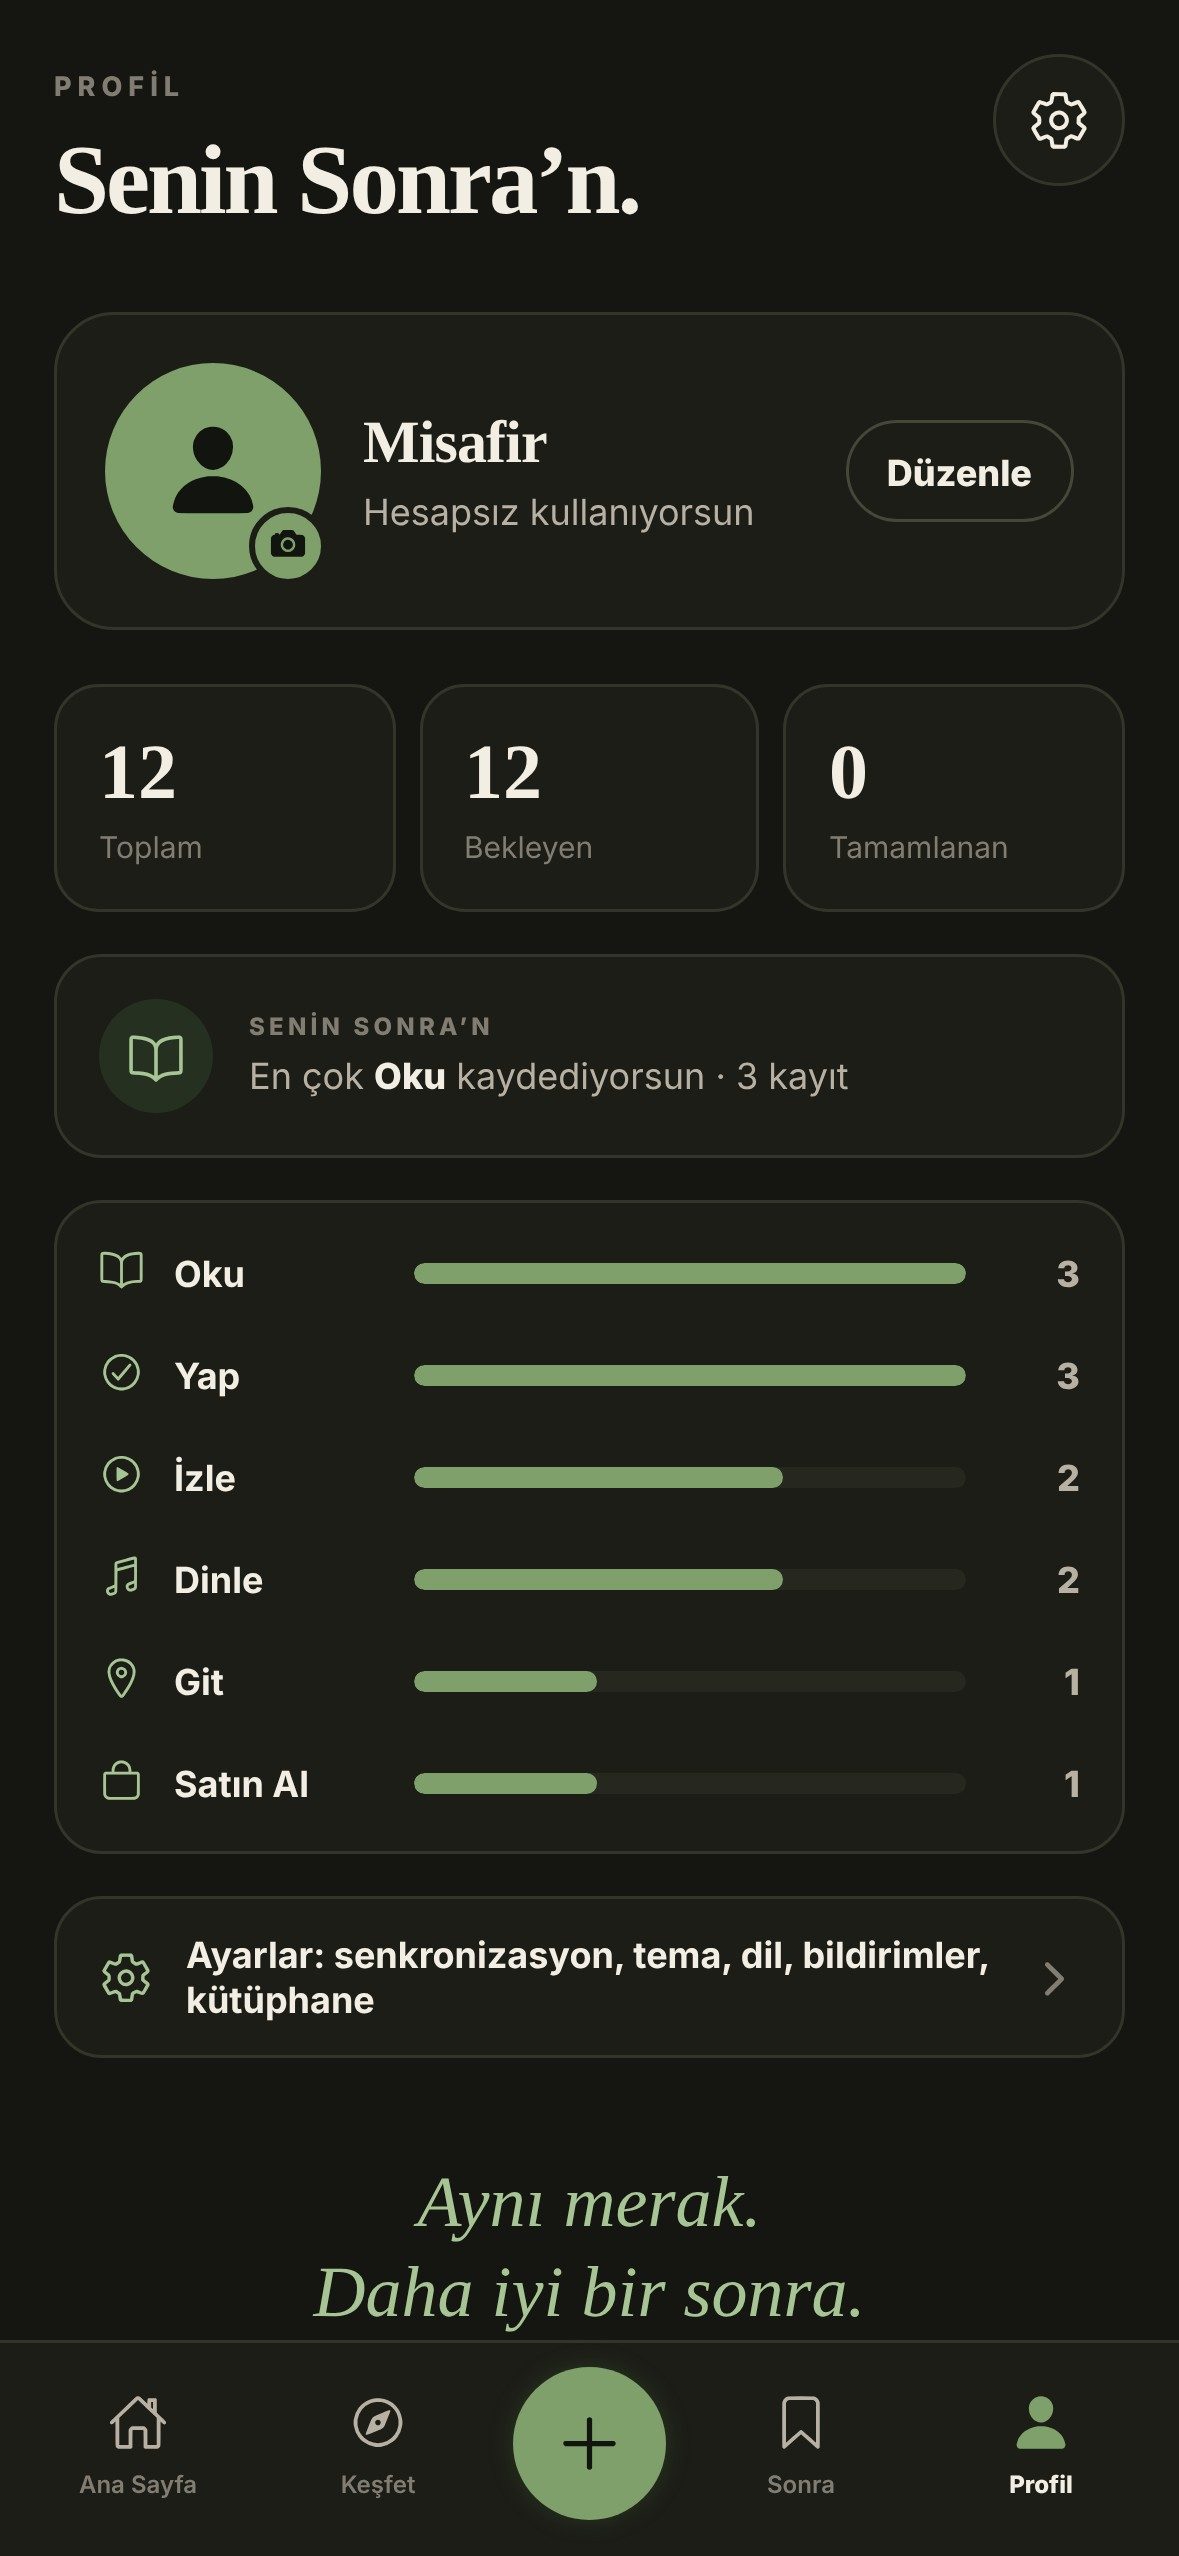 PROFİL
Senin Sonra’n.
Misafir
Hesapsız kullanıyorsun
Düzenle
12
Toplam
12
Bekleyen
0
Tamamlanan
SENİN SONRA’N
En çok Oku kaydediyorsun · 3 kayıt
Oku 3
Yap 3
İzle 2
Dinle 2
Git 1
Satın Al 1
Ayarlar: senkronizasyon, tema, dil, bildirimler,
kütüphane
Aynı merak.
Daha iyi bir sonra.
Ana Sayfa
Keşfet
Sonra
Profil